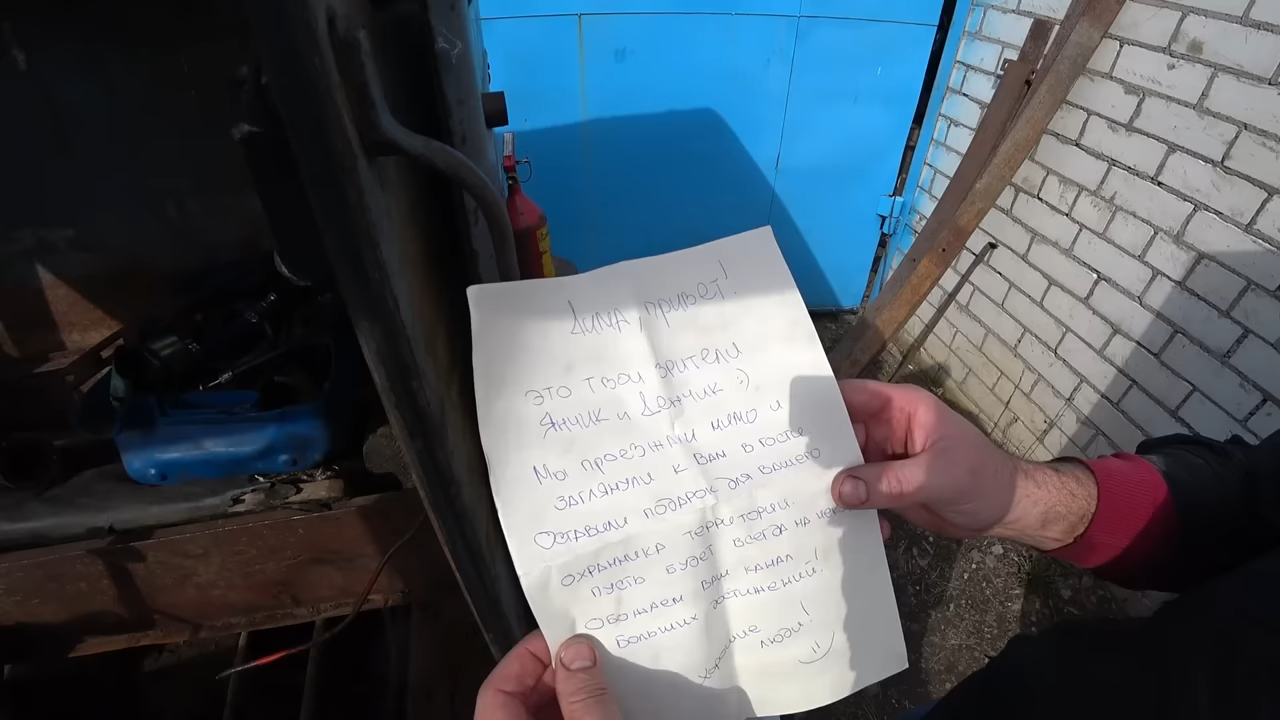 Дима, привет!
Это твои зрители
Янчик и Денчик :)
Мы проезжали мимо и
заглянули к вам в гости
Оставили подарок для вашего
охранника территории.
Пусть будет всегда на нём
Обожаем ваш канал!
Больших достижений!
хорошие люди!